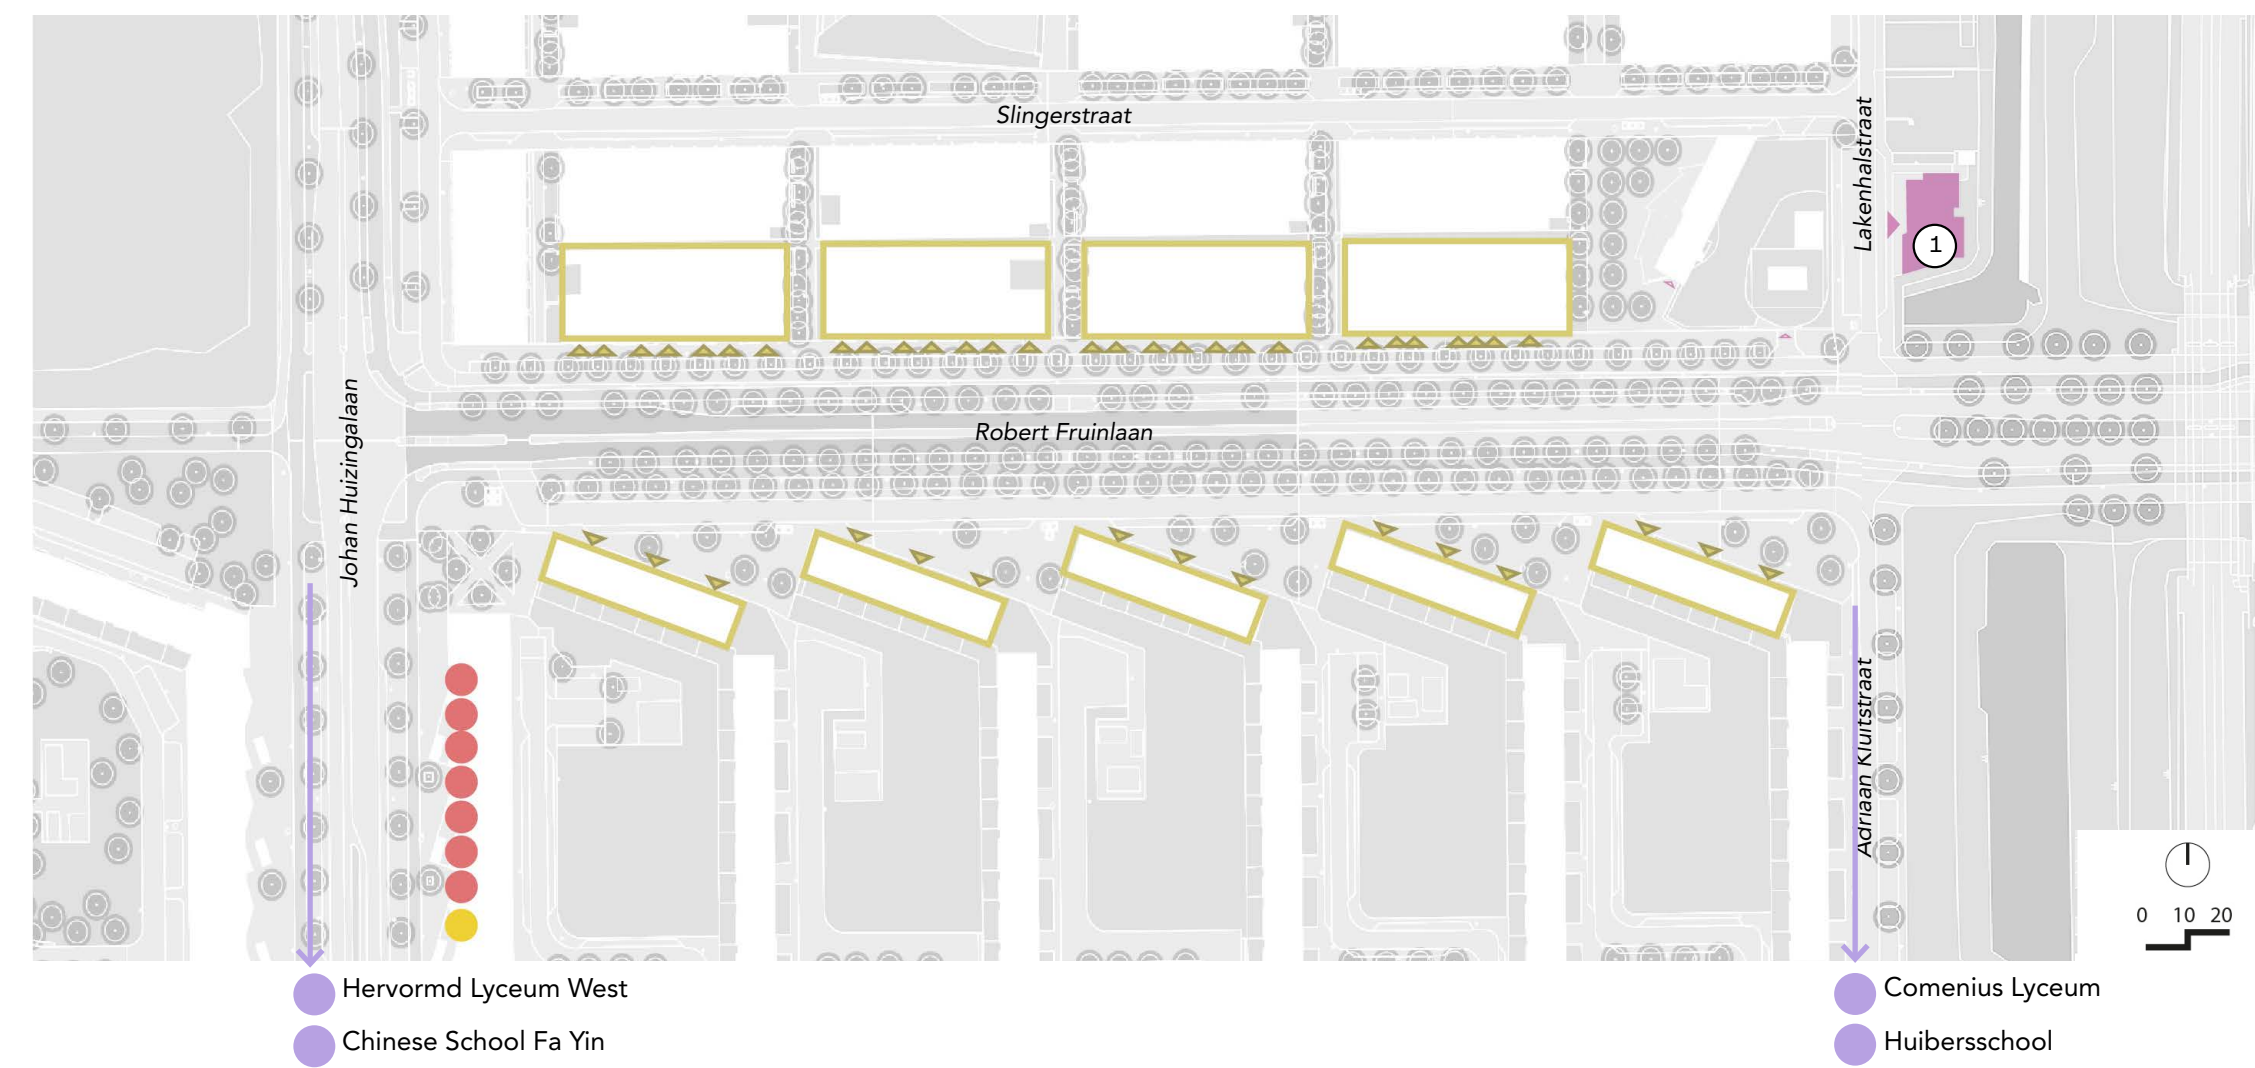 Slingerstraat
Lakenhalstraat
1
Johan Huizingalaan
Robert Fruinlaan
Adriaan Kluitstraat
0 10 20
Hervormd Lyceum West
Chinese School Fa Yin
Comenius Lyceum
Huibersschool